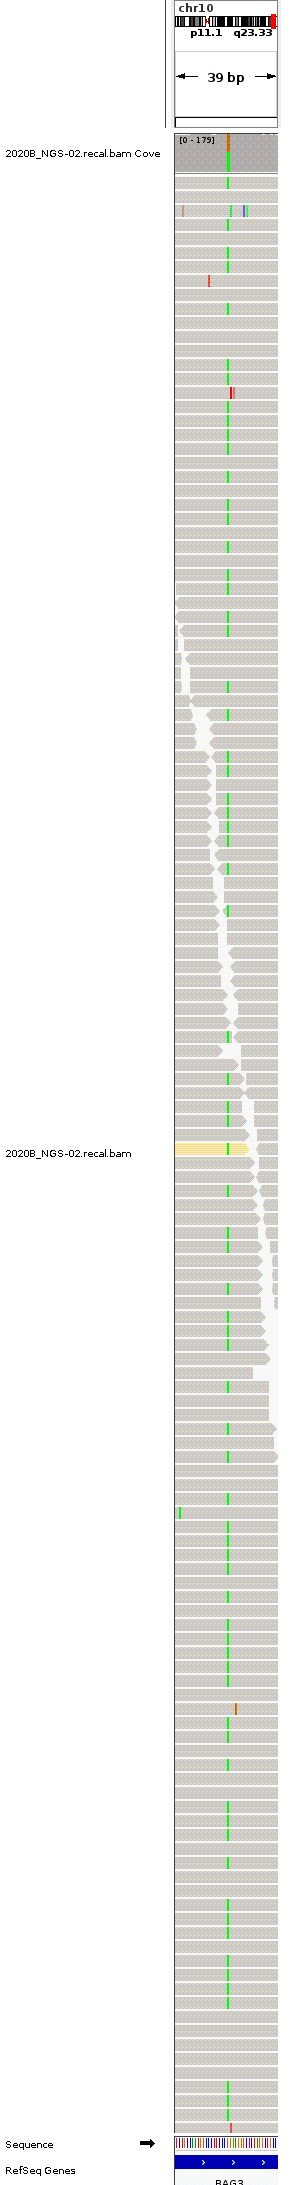 chr10
p11.1 q23.33
39 bp
[0 - 179]
2020B_NGS-02.recal.bam Cove
2020B_NGS-02.recal.bam
Sequence
RefSeq Genes
BAG3